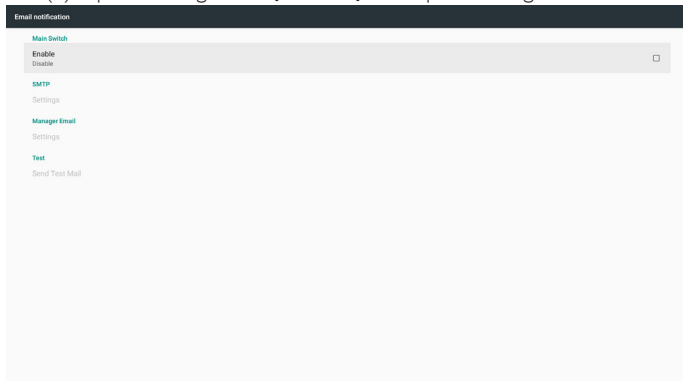 Email notification
Main Switch
Enable
Disable
SMTP
Settings
Manager Email
Settings
Test
Send Test Mail